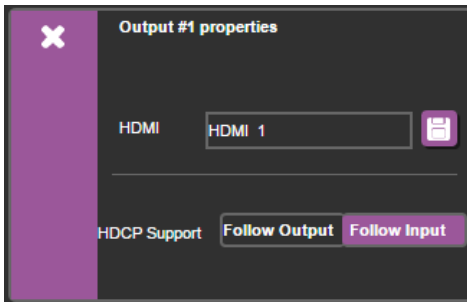 Output #1 properties
HDMI HDMI 1
HDCP Support Follow Output Follow Input